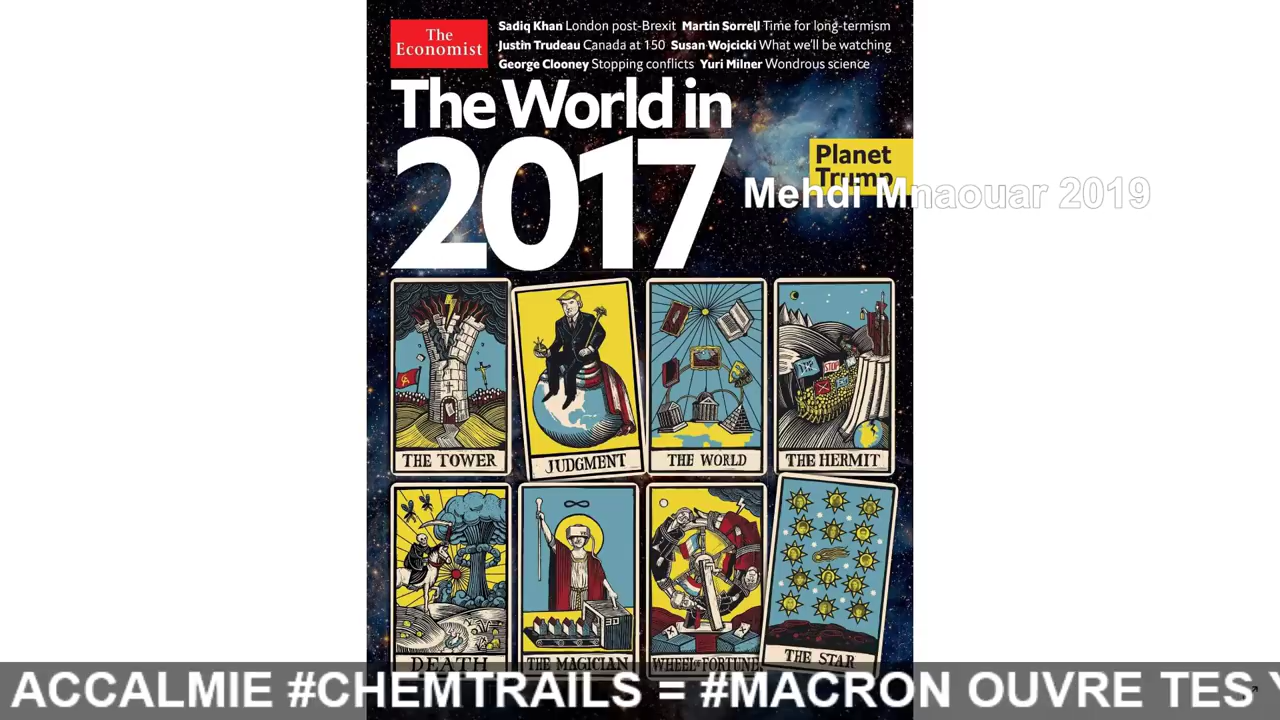 The
Economist
Sadiq Khan London post-Brexit Martin Sorrell Time for long-termism
Justin Trudeau Canada at 150 Susan Wojcicki What we'll be watching
George Clooney Stopping conflicts Yuri Milner Wondrous science
The World in
2017
Planet
Trump
Mehdi Mnaouar 2019
THE TOWER
JUDGMENT
THE WORLD
THE HERMIT
DEATH
THE MAGICIAN
WHEEL OF FORTUNE
THE STAR
3D
ACCALMIE #CHEMTRAILS = #MACRON OUVRE TES Y